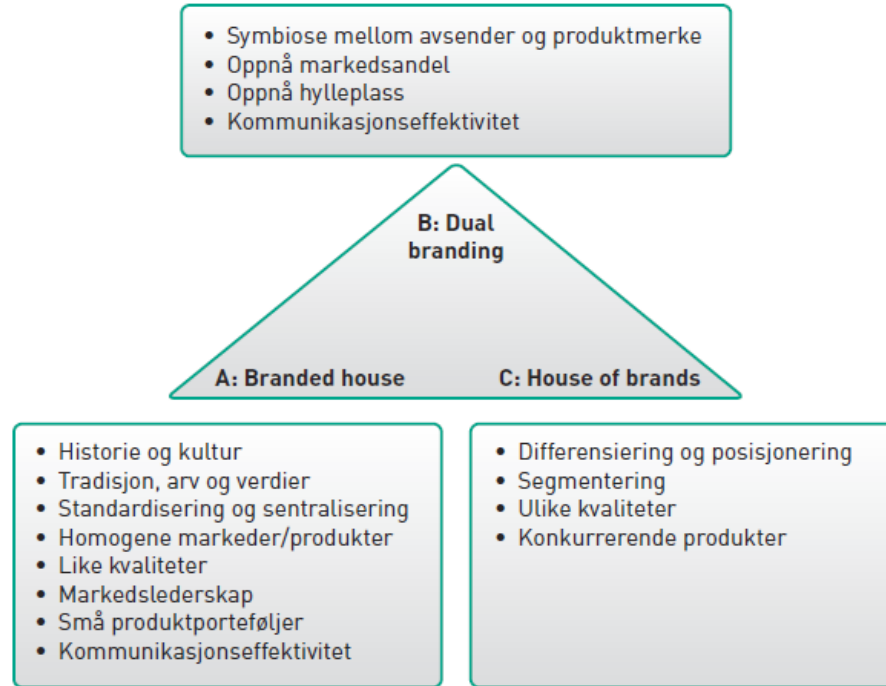 • Symbiose mellom avsender og produktmerke
• Oppnå markedsandel
• Oppnå hylleplass
• Kommunikasjonseffektivitet
B: Dual
branding
A: Branded house
C: House of brands
• Historie og kultur
• Tradisjon, arv og verdier
• Standardisering og sentralisering
• Homogene markeder/produkter
• Like kvaliteter
• Markedslederskap
• Små produktporteføljer
• Kommunikasjonseffektivitet
• Differensiering og posisjonering
• Segmentering
• Ulike kvaliteter
• Konkurrerende produkter